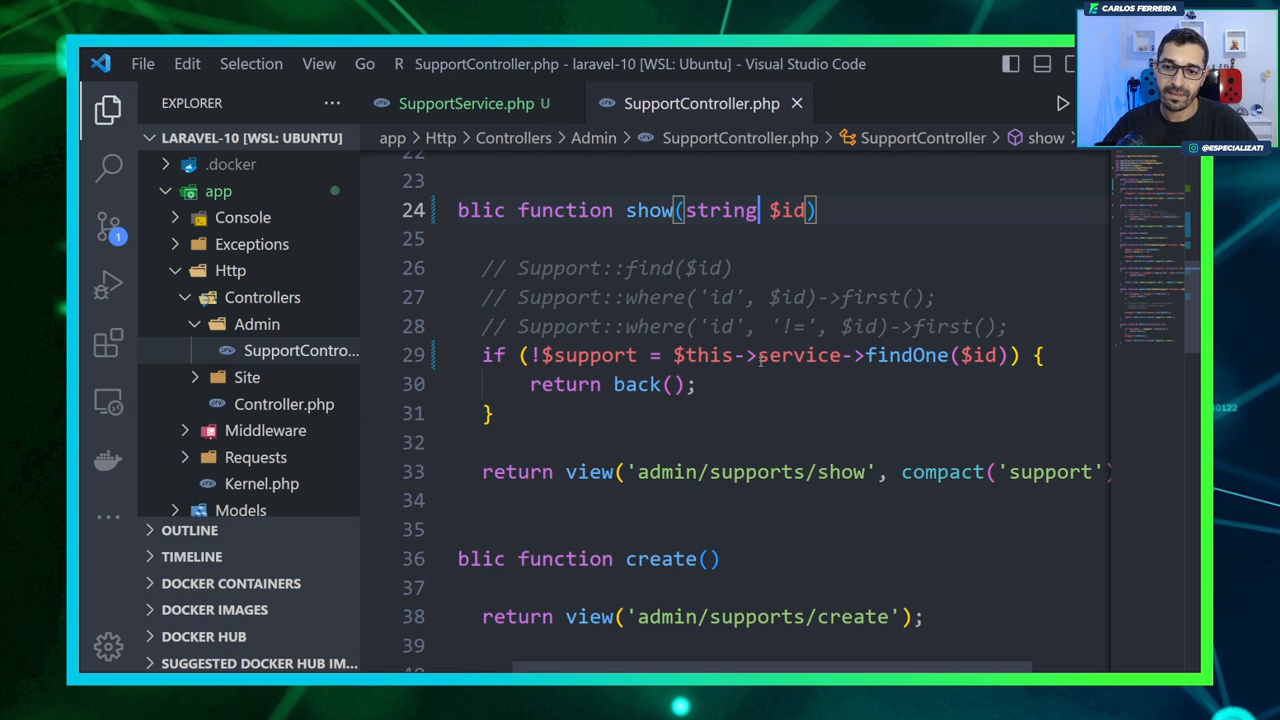 CARLOS FERREIRA
@ESPECIALIZATI
File Edit Selection View Go R SupportController.php - laravel-10 [WSL: Ubuntu] - Visual Studio Code
EXPLORER
SupportService.php U
SupportController.php
app Http Controllers Admin SupportController.php SupportController show
LARAVEL-10 [WSL: UBUNTU]
.docker
app
Console
Exceptions
Http
Controllers
Admin
SupportContro...
Site
Controller.php
Middleware
Requests
Kernel.php
Models
OUTLINE
TIMELINE
DOCKER CONTAINERS
DOCKER IMAGES
DOCKER HUB
SUGGESTED DOCKER HUB IM...
1
22
23
24 blic function show(string $id)
25
26 // Support::find($id)
27 // Support::where('id', $id)->first();
28 // Support::where('id', '!=', $id)->first();
29 if (!$support = $this->service->findOne($id)) {
30 return back();
31 }
32
33 return view('admin/supports/show', compact('support')
34
35
36 blic function create()
37
38 return view('admin/supports/create');
39